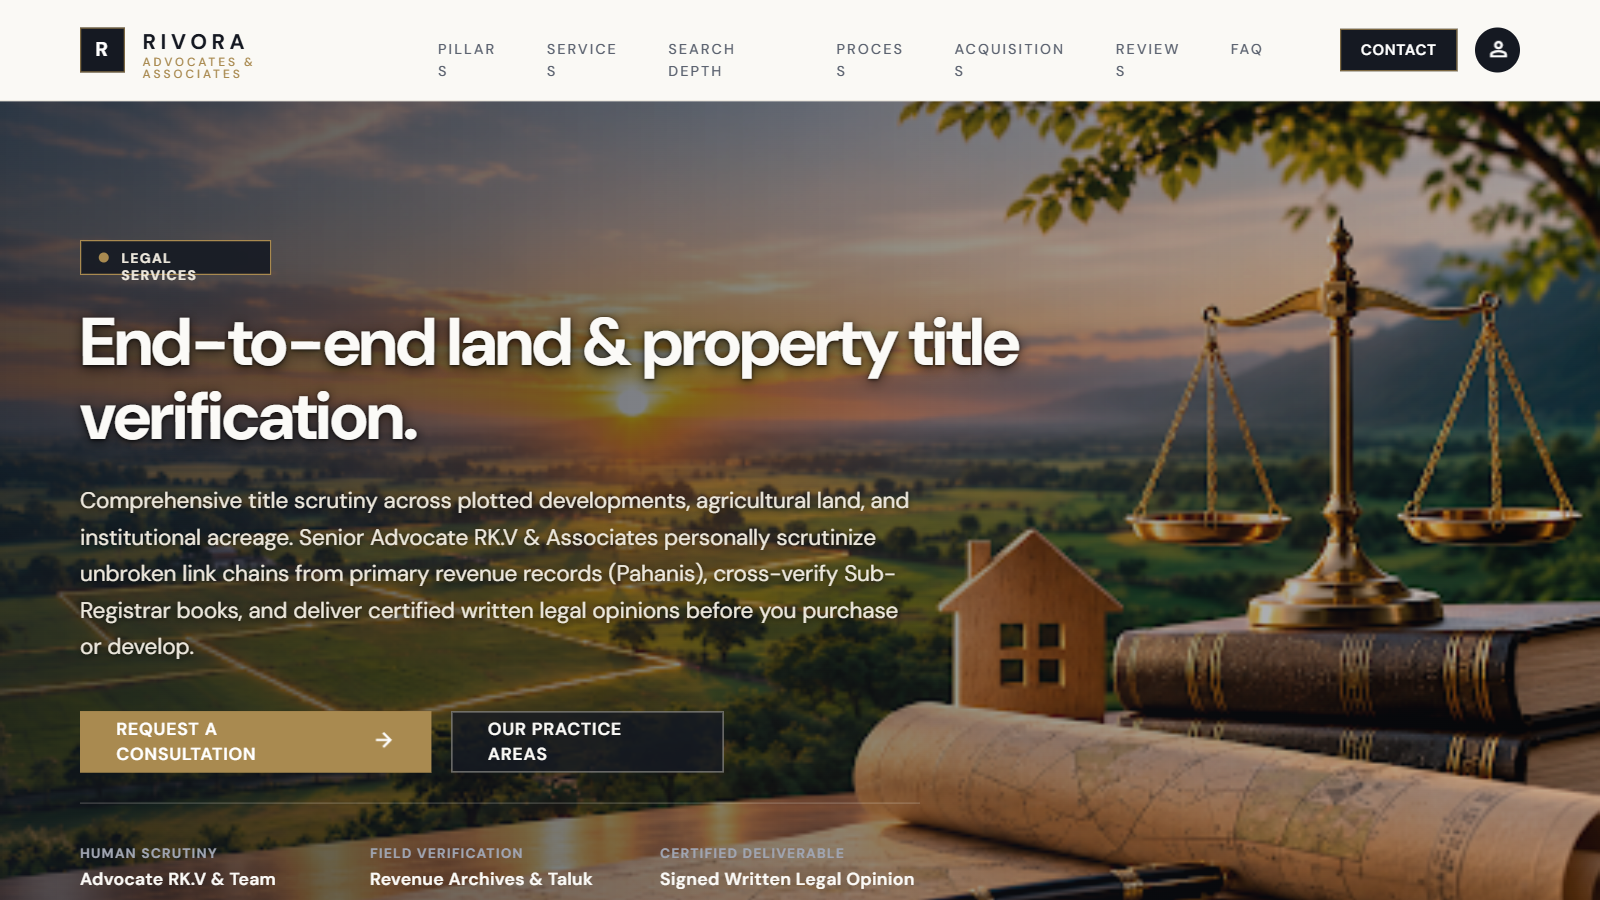 R
RIVORA
ADVOCATES &
ASSOCIATES
PILLAR
S
SERVICE
S
SEARCH
DEPTH
PROCES
S
ACQUISITION
S
REVIEW
S
FAQ
CONTACT
LEGAL
SERVICES
End-to-end land & property title
verification.
Comprehensive title scrutiny across plotted developments, agricultural land, and
institutional acreage. Senior Advocate RK.V & Associates personally scrutinize
unbroken link chains from primary revenue records (Pahanis), cross-verify Sub-
Registrar books, and deliver certified written legal opinions before you purchase
or develop.
REQUEST A
CONSULTATION
OUR PRACTICE
AREAS
HUMAN SCRUTINY
Advocate RK.V & Team
FIELD VERIFICATION
Revenue Archives & Taluk
CERTIFIED DELIVERABLE
Signed Written Legal Opinion